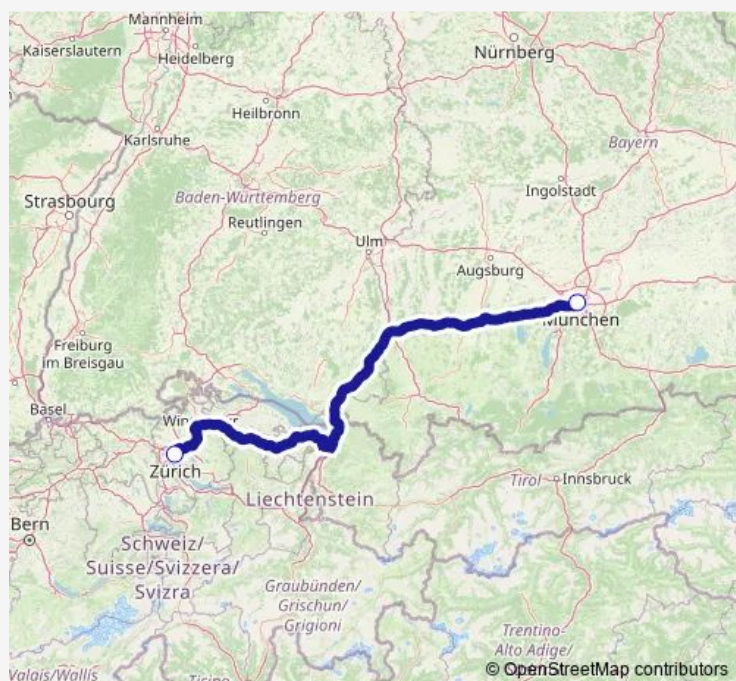 Mannheim
Kaiserslautern
Heidelberg
Nürnberg
Heilbronn
Karlsruhe
Bayern
Strasbourg
Baden-Württemberg
Ingolstadt
Reutlingen
Ulm
Augsburg
München
Freiburg
im Breisgau
Basel
Zürich
Liechtenstein
Tirol
Innsbruck
Bern
Schweiz/
Suisse/Svizzera/
Svizra
Graubünden/
Grischun/
Grigioni
Trentino-
Alto Adige/
Valais/Wallis
© OpenStreetMap contributors